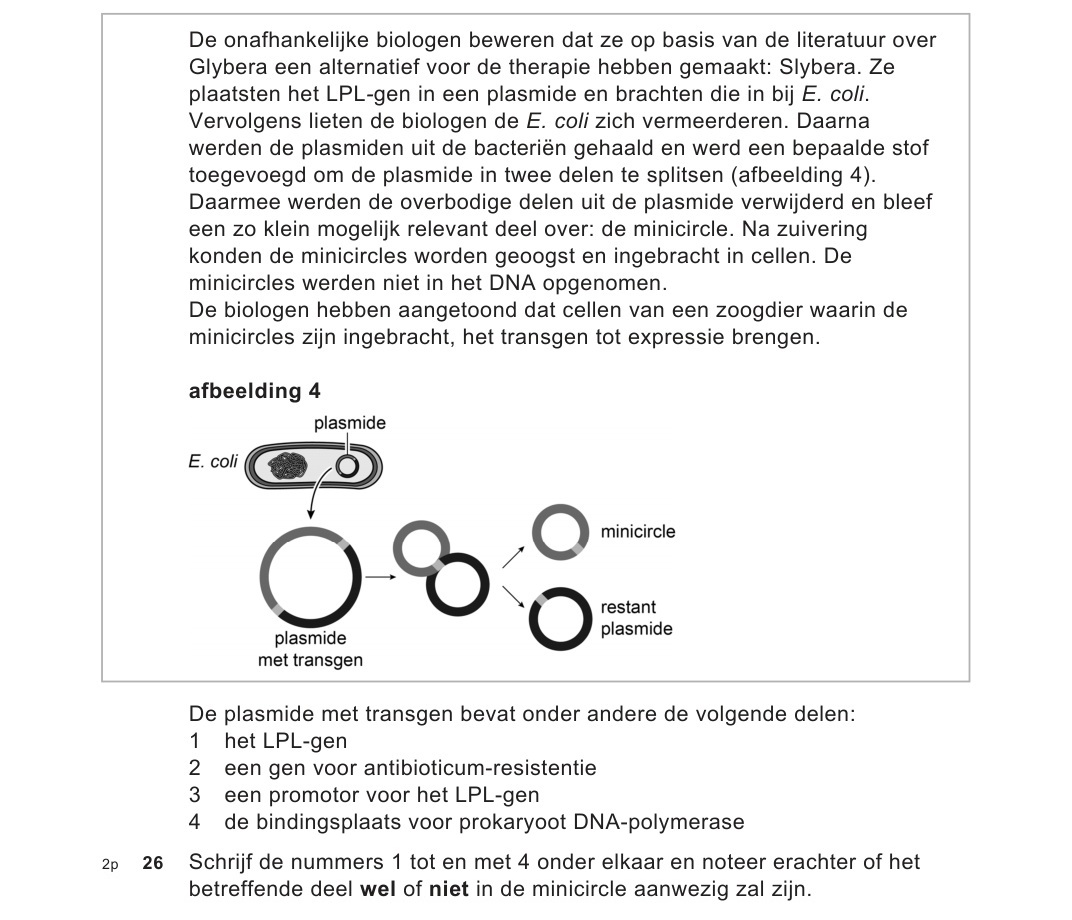 De onafhankelijke biologen beweren dat ze op basis van de literatuur over
Glybera een alternatief voor de therapie hebben gemaakt: Slybera. Ze
plaatsten het LPL-gen in een plasmide en brachten die in bij E. coli.
Vervolgens lieten de biologen de E. coli zich vermeerderen. Daarna
werden de plasmiden uit de bacteriën gehaald en werd een bepaalde stof
toegevoegd om de plasmide in twee delen te splitsen (afbeelding 4).
Daarmee werden de overbodige delen uit de plasmide verwijderd en bleef
een zo klein mogelijk relevant deel over: de minicircle. Na zuivering
konden de minicircles worden geoogst en ingebracht in cellen. De
minicircles werden niet in het DNA opgenomen.
De biologen hebben aangetoond dat cellen van een zoogdier waarin de
minicircles zijn ingebracht, het transgen tot expressie brengen.
afbeelding 4
plasmide
E. coli
minicircle
restant
plasmide
plasmide
met transgen
De plasmide met transgen bevat onder andere de volgende delen:
1 het LPL-gen
2 een gen voor antibioticum-resistentie
3 een promotor voor het LPL-gen
4 de bindingsplaats voor prokaryoot DNA-polymerase
2p 26 Schrijf de nummers 1 tot en met 4 onder elkaar en noteer erachter of het
betreffende deel wel of niet in de minicircle aanwezig zal zijn.